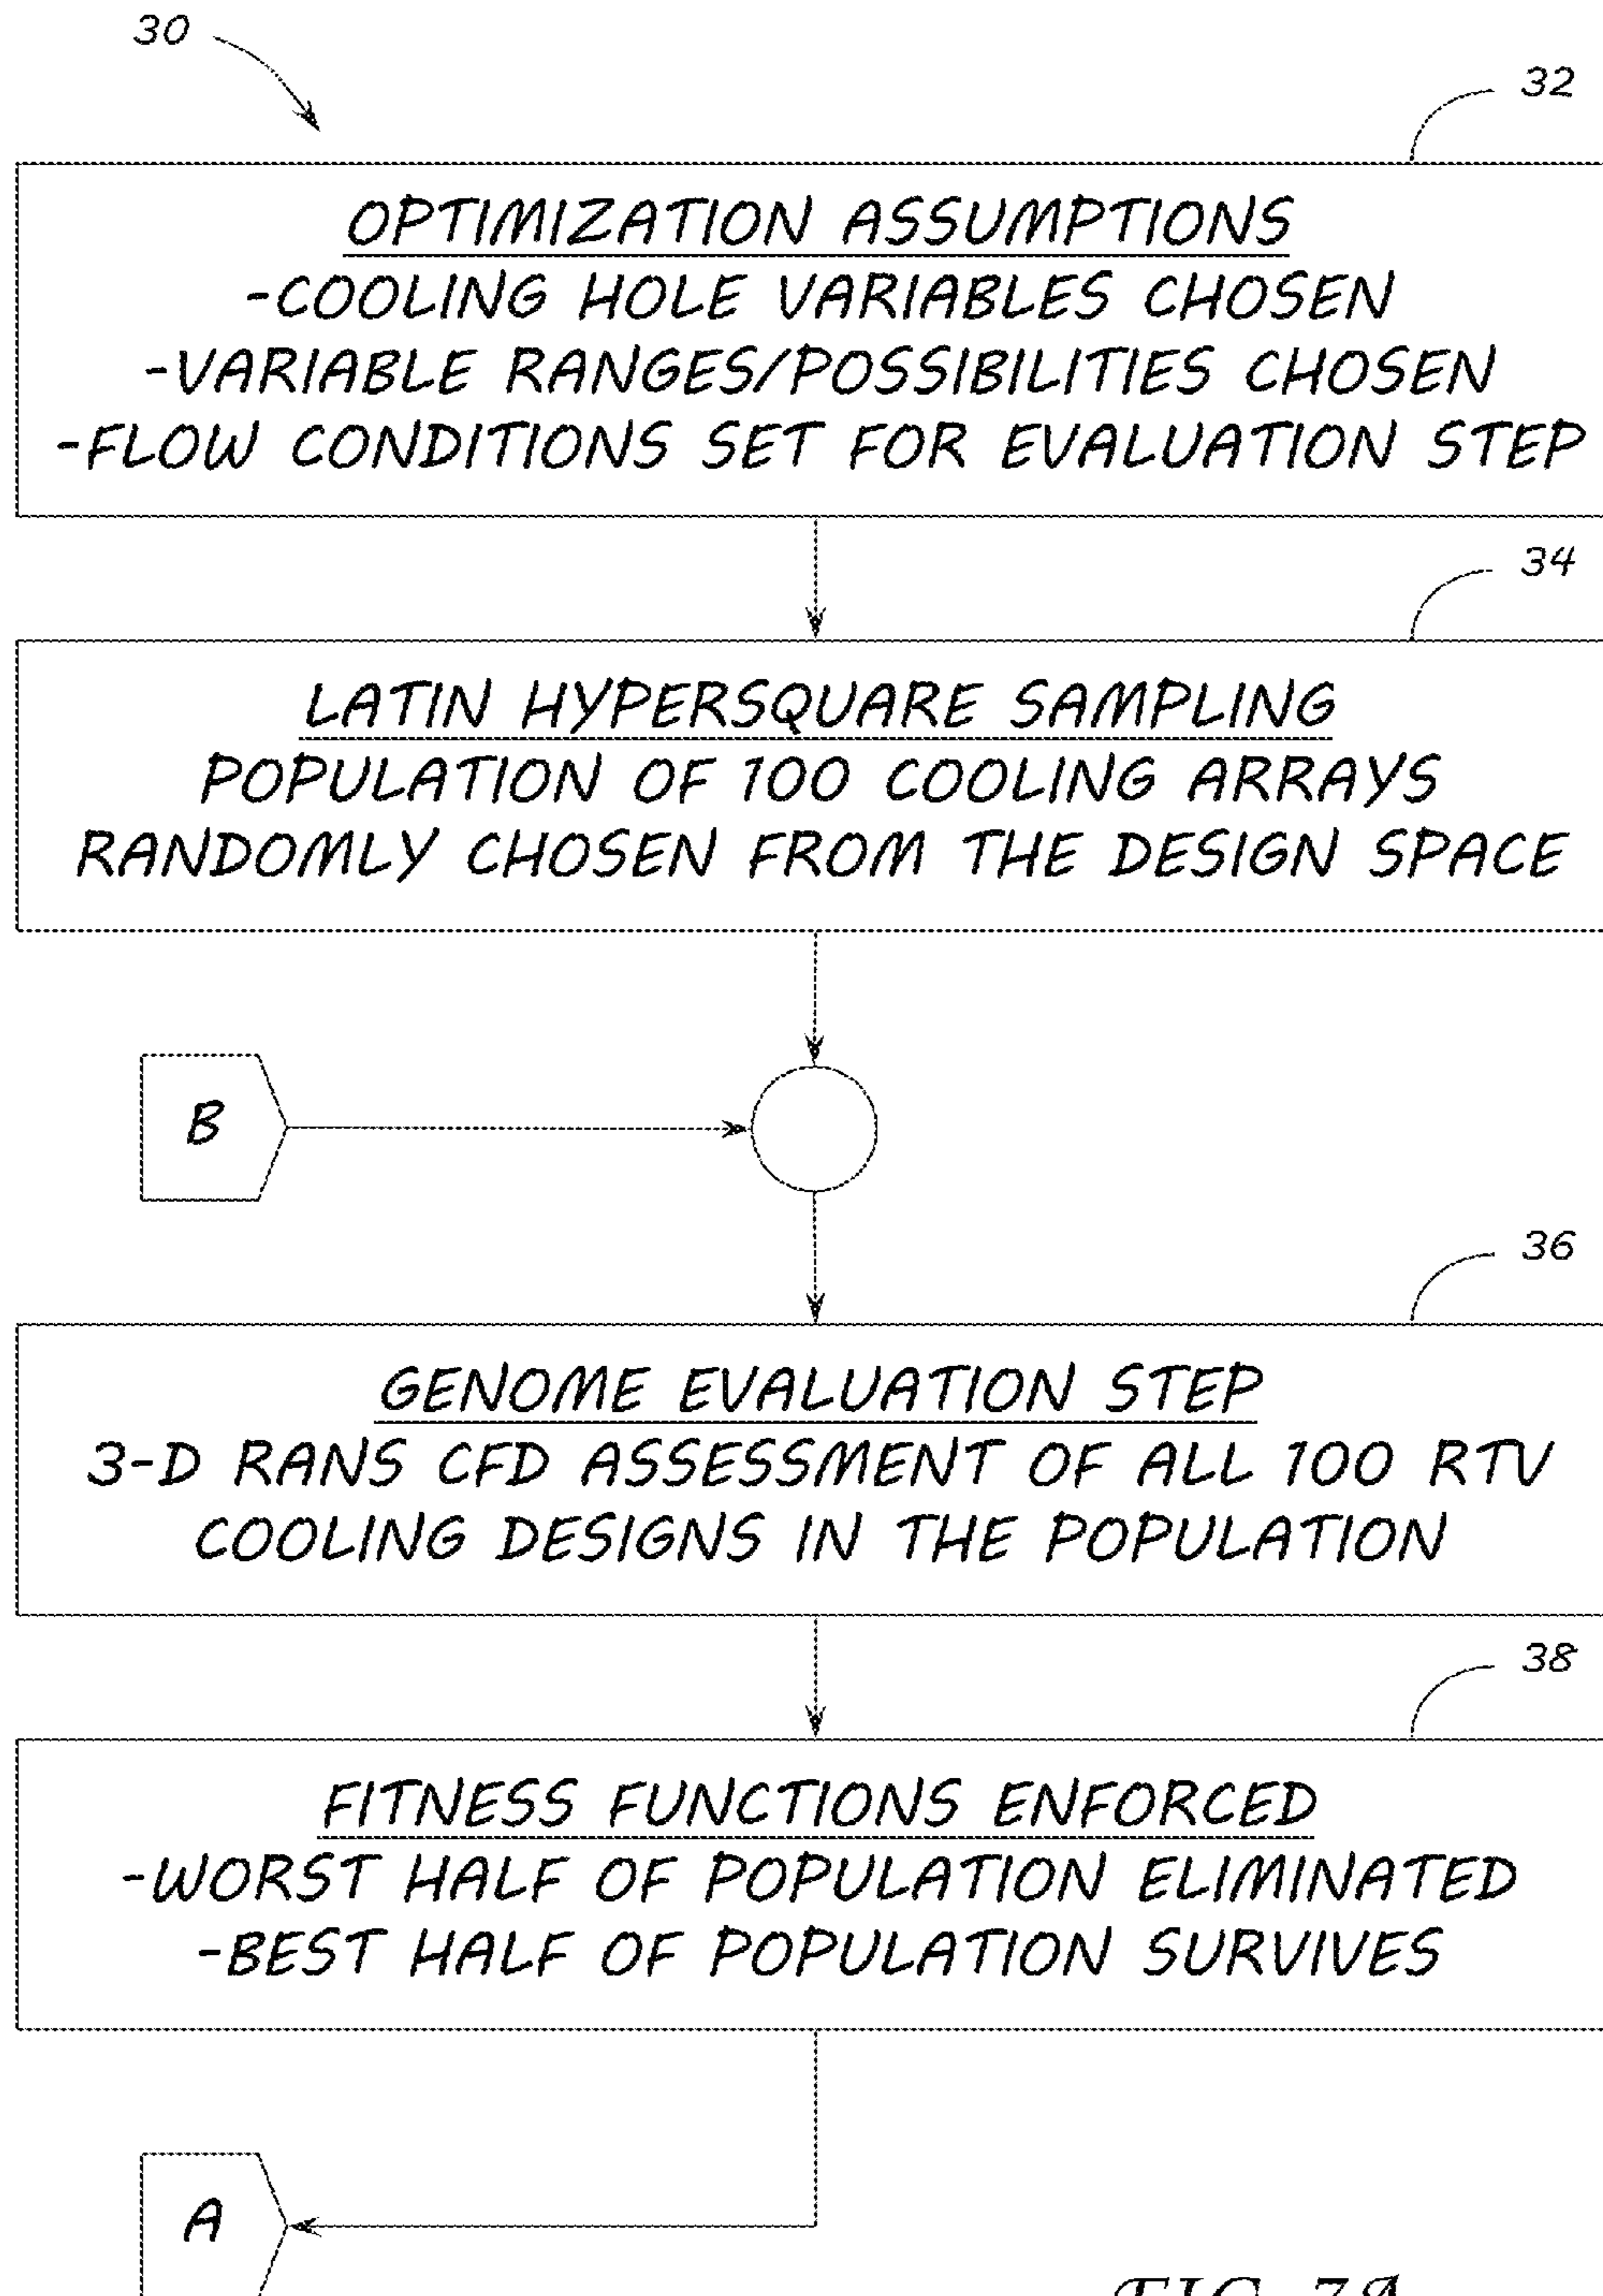 30
32
OPTIMIZATION ASSUMPTIONS
-COOLING HOLE VARIABLES CHOSEN
-VARIABLE RANGES/POSSIBILITIES CHOSEN
-FLOW CONDITIONS SET FOR EVALUATION STEP
34
LATIN HYPERSQUARE SAMPLING
POPULATION OF 100 COOLING ARRAYS
RANDOMLY CHOSEN FROM THE DESIGN SPACE
B
36
GENOME EVALUATION STEP
3-D RANS CFD ASSESSMENT OF ALL 100 RTV
COOLING DESIGNS IN THE POPULATION
38
FITNESS FUNCTIONS ENFORCED
-WORST HALF OF POPULATION ELIMINATED
-BEST HALF OF POPULATION SURVIVES
A
FIG. 7A